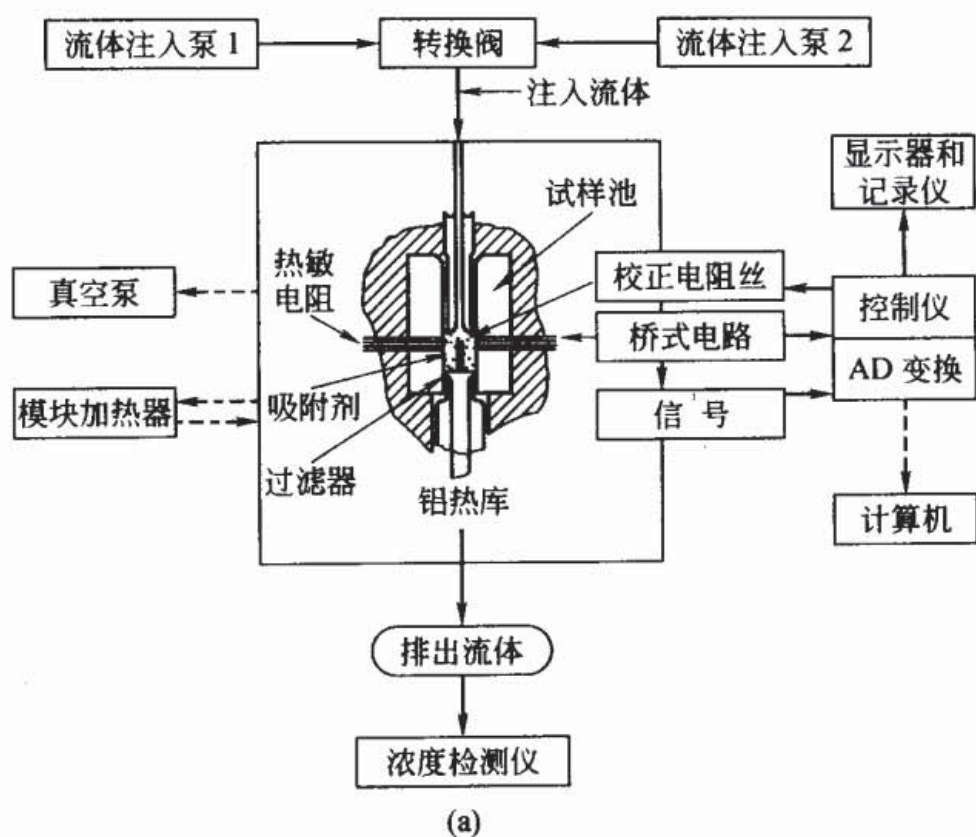 流体注入泵 1
转换阀
流体注入泵 2
注入流体
显示器和
记录仪
试样池
热敏
电阻
校正电阻丝
真空泵
控制仪
桥式电路
AD 变换
模块加热器
吸附剂
信号
过滤器
铝热库
计算机
排出流体
浓度检测仪
(a)